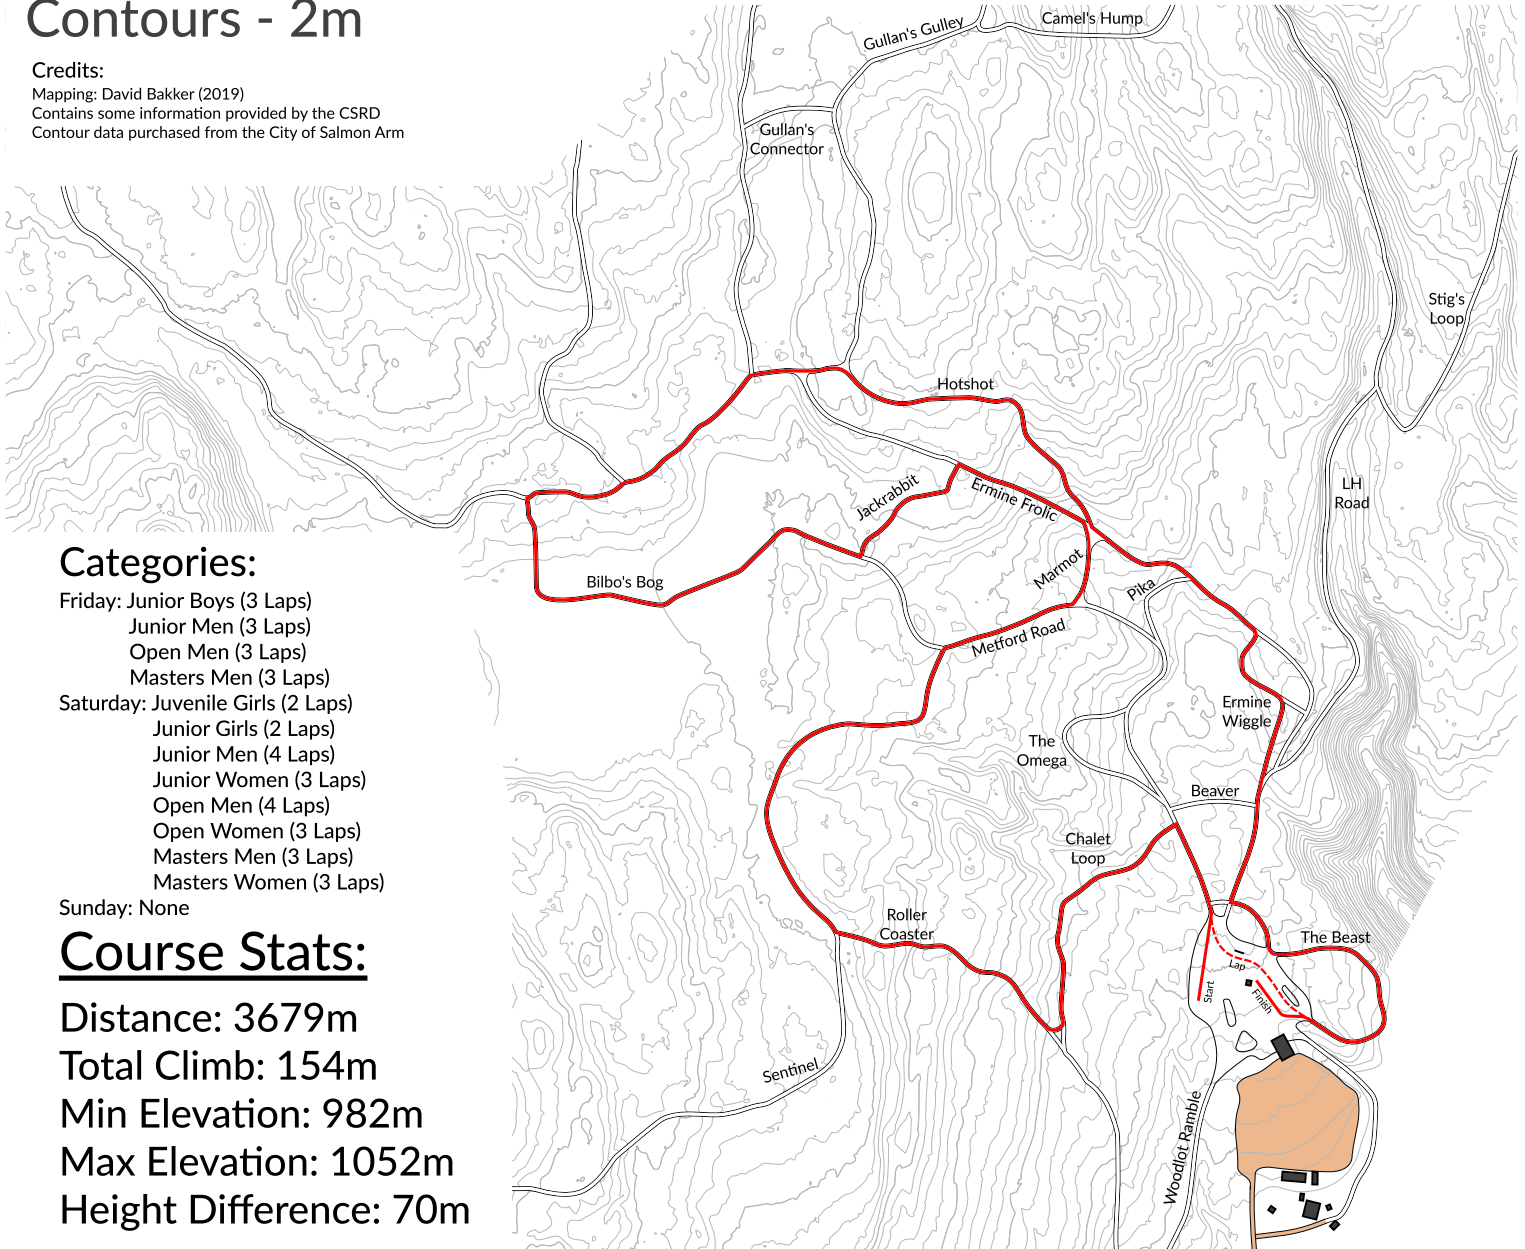 Contours - 2m
Credits:
Mapping: David Bakker (2019)
Contains some information provided by the CSRD
Contour data purchased from the City of Salmon Arm
Gullan's Gulley
Camel's Hump
Gullan's
Connector
Stig's
Loop
Hotshot
LH
Road
Jackrabbit
Ermine Frolic
Bilbo's Bog
Marmot
Pika
Metford Road
Ermine
Wiggle
The
Omega
Beaver
Chalet
Loop
Roller
Coaster
The Beast
Lap
Start
Finish
Sentinel
Woodlot Ramble
Categories:
Friday: Junior Boys (3 Laps)
Junior Men (3 Laps)
Open Men (3 Laps)
Masters Men (3 Laps)
Saturday: Juvenile Girls (2 Laps)
Junior Girls (2 Laps)
Junior Men (4 Laps)
Junior Women (3 Laps)
Open Men (4 Laps)
Open Women (3 Laps)
Masters Men (3 Laps)
Masters Women (3 Laps)
Sunday: None
Course Stats:
Distance: 3679m
Total Climb: 154m
Min Elevation: 982m
Max Elevation: 1052m
Height Difference: 70m